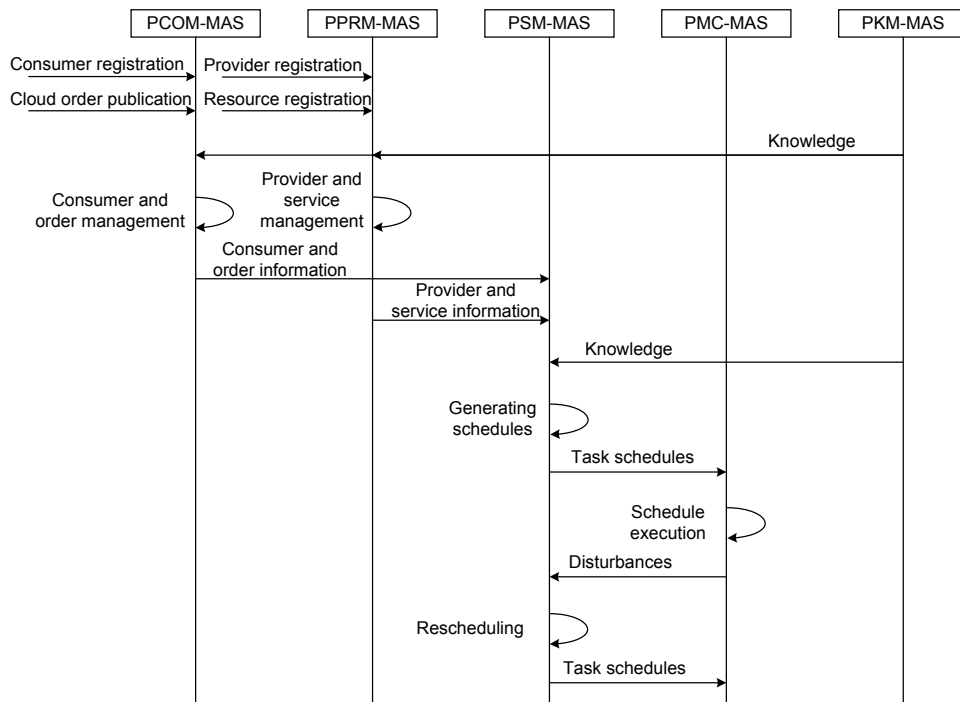 PCOM-MAS
PPRM-MAS
PSM-MAS
PMC-MAS
PKM-MAS
Consumer registration
Provider registration
Cloud order publication
Resource registration
Knowledge
Consumer and
order management
Provider and
service
management
Consumer and
order information
Provider and
service information
Knowledge
Generating
schedules
Task schedules
Schedule
execution
Disturbances
Rescheduling
Task schedules